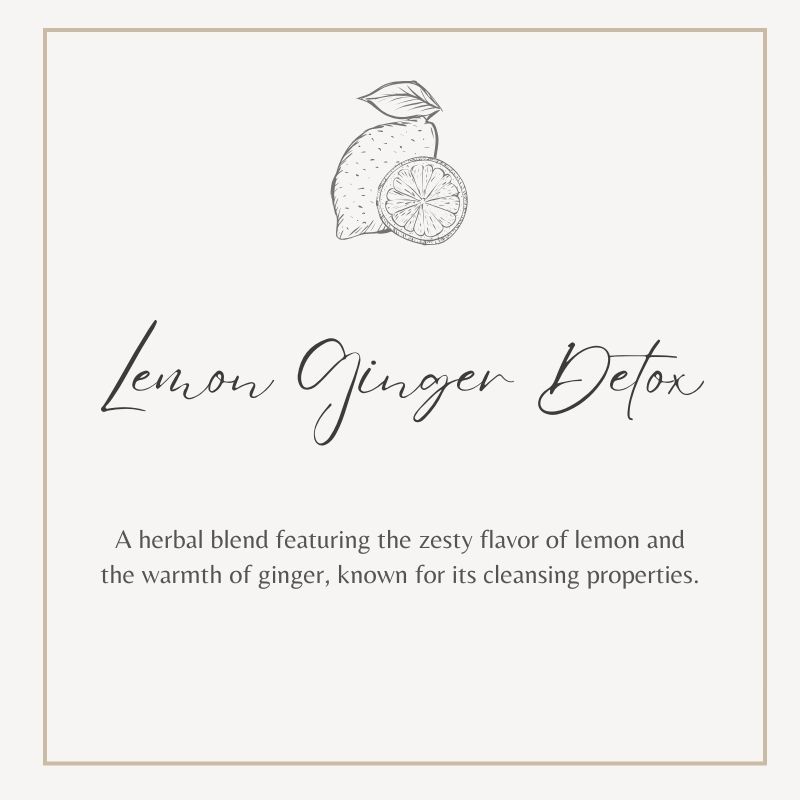 Lemon Ginger Detox
A herbal blend featuring the zesty flavor of lemon and
the warmth of ginger, known for its cleansing properties.